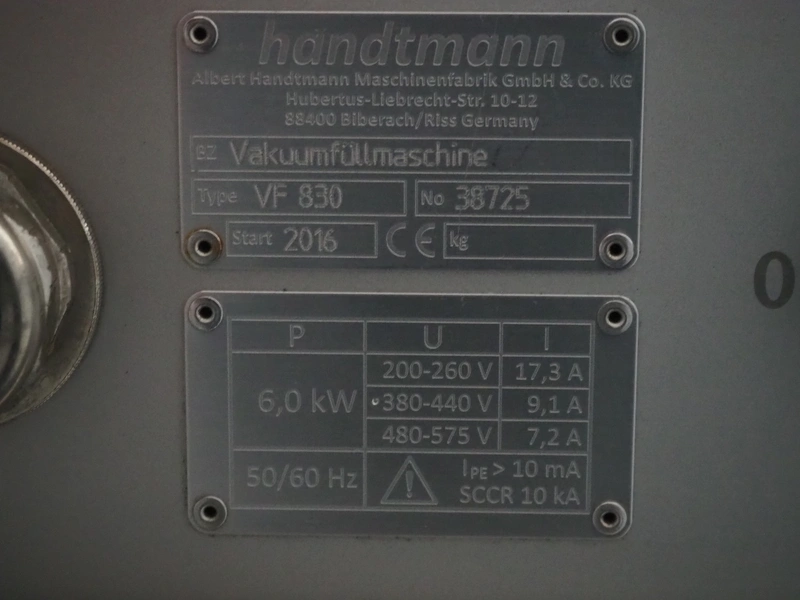 handtmann
Albert Handtmann Maschinenfabrik GmbH & Co. KG
Hubertus-Liebrecht-Str. 10-12
88400 Biberach/Riss Germany
BZ Vakuumfüllmaschine
Type VF 830 No 38725
Start 2016 CE kg
P U I
6,0 kW
200-260 V 17,3 A
380-440 V 9,1 A
480-575 V 7,2 A
50/60 Hz
IPE > 10 mA
SCCR 10 kA
0